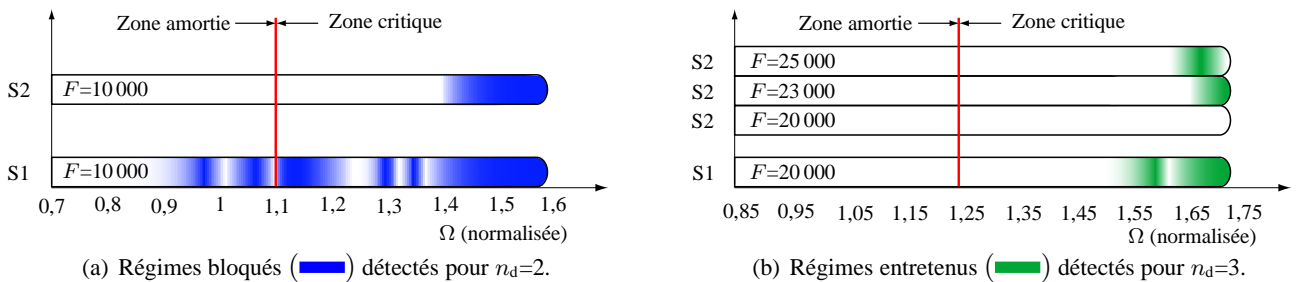 Zone amortie Zone critique
S2 F=10 000
S1 F=10 000
0,7 0,8 0,9 1 1,1 1,2 1,3 1,4 1,5 1,6
Ω (normalisée)
(a) Régimes bloqués ( ) détectés pour nd=2.
Zone amortie Zone critique
S2 F=25 000
S2 F=23 000
S2 F=20 000
S1 F=20 000
0,85 0,95 1,05 1,15 1,25 1,35 1,45 1,55 1,65 1,75
Ω (normalisée)
(b) Régimes entretenus ( ) détectés pour nd=3.